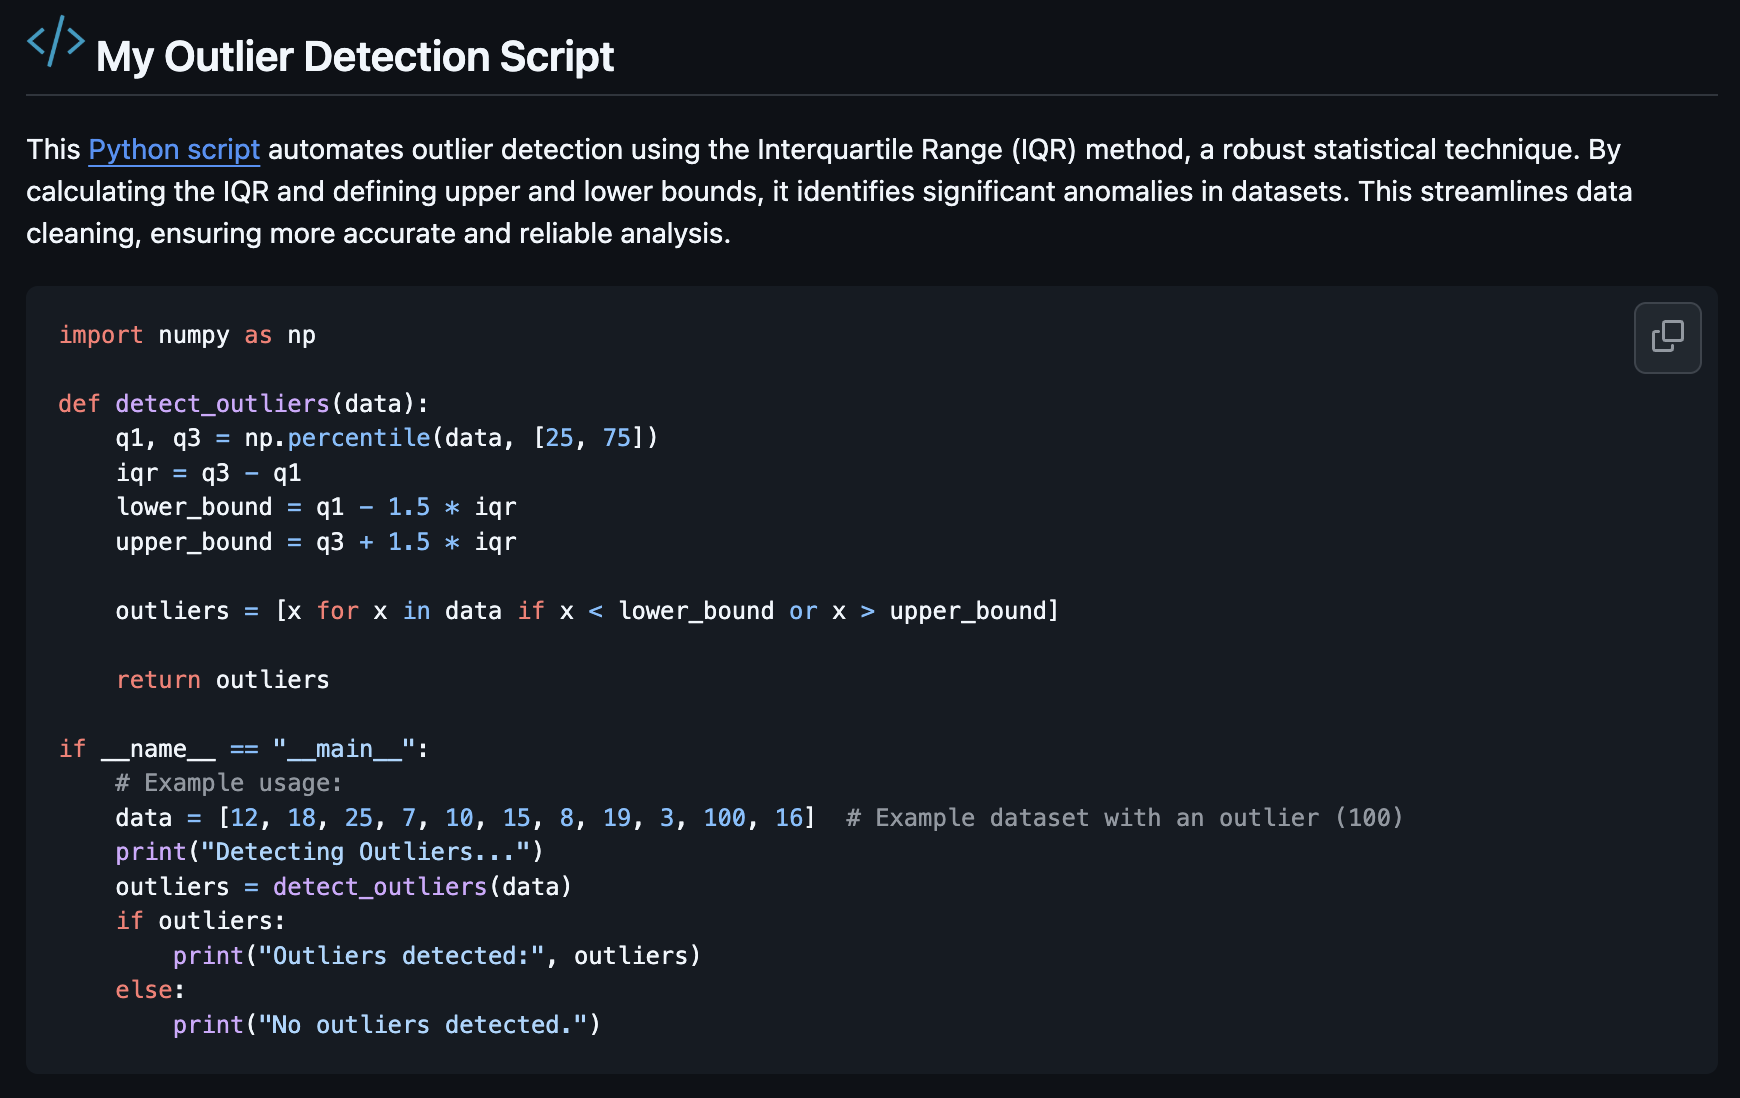 </> My Outlier Detection Script
This Python script automates outlier detection using the Interquartile Range (IQR) method, a robust statistical technique. By
calculating the IQR and defining upper and lower bounds, it identifies significant anomalies in datasets. This streamlines data
cleaning, ensuring more accurate and reliable analysis.
import numpy as np
def detect_outliers(data):
    q1, q3 = np.percentile(data, [25, 75])
    iqr = q3 - q1
    lower_bound = q1 - 1.5 * iqr
    upper_bound = q3 + 1.5 * iqr
    outliers = [x for x in data if x < lower_bound or x > upper_bound]
    return outliers
if __name__ == "__main__":
    # Example usage:
    data = [12, 18, 25, 7, 10, 15, 8, 19, 3, 100, 16]  # Example dataset with an outlier (100)
    print("Detecting Outliers...")
    outliers = detect_outliers(data)
    if outliers:
        print("Outliers detected:", outliers)
    else:
        print("No outliers detected.")